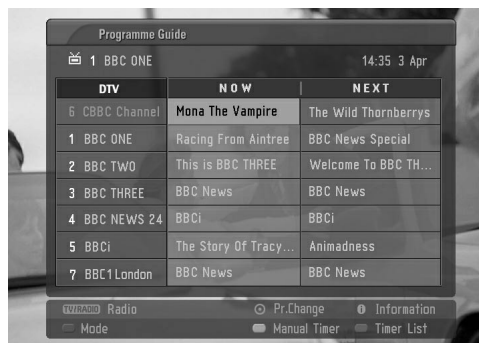 Programme Guide
1 BBC ONE 14:35 3 Apr
DTV NOW NEXT
6 CBBC Channel Mona The Vampire The Wild Thornberrys
1 BBC ONE Racing From Aintree BBC News Special
2 BBC TWO This is BBC THREE Welcome To BBC TH...
3 BBC THREE BBC News BBC News
4 BBC NEWS 24 BBCi BBCi
5 BBCi The Story Of Tracy... Animadness
7 BBC1 London BBC News BBC News
TV/RADIO Radio Pr.Change i Information
Mode Manual Timer Timer List